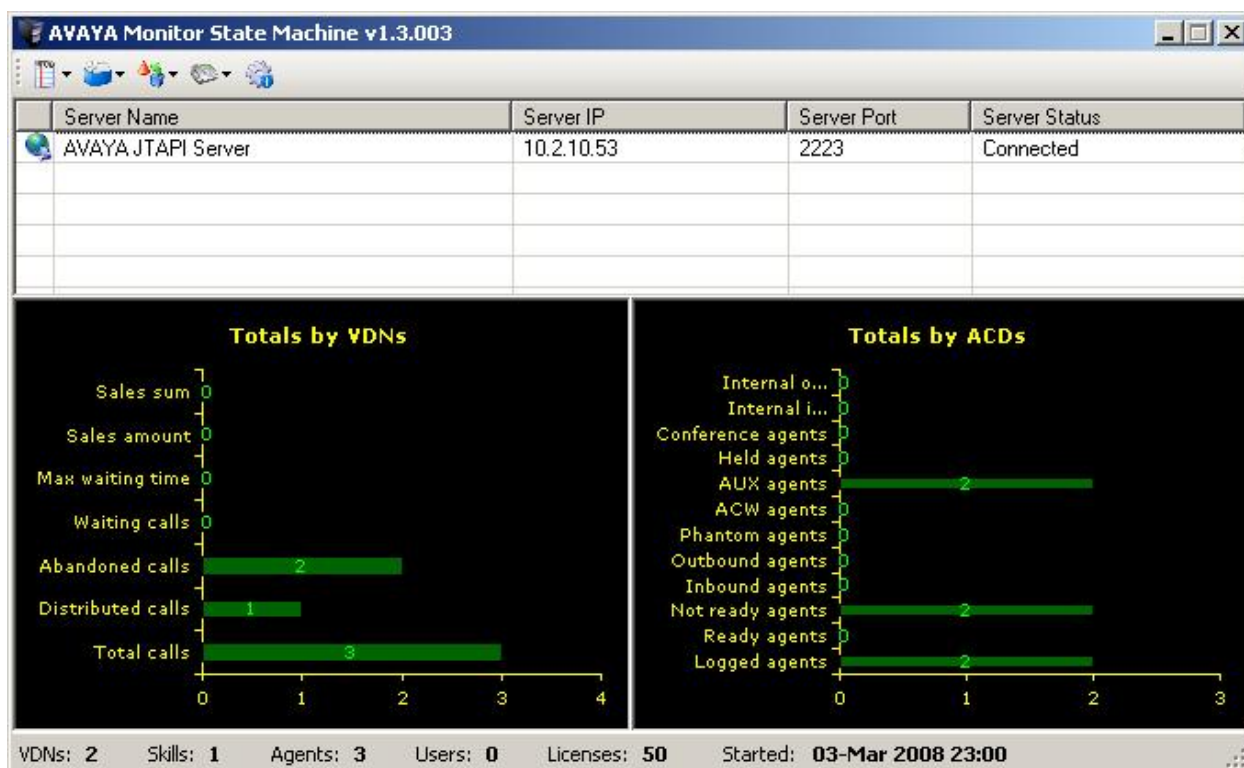 AVAYA Monitor State Machine v1.3.003
Server Name Server IP Server Port Server Status
AVAYA JTAPI Server 10.2.10.53 2223 Connected
Totals by VDNs
Sales sum 0
Sales amount 0
Max waiting time 0
Waiting calls 0
Abandoned calls 2
Distributed calls 1
Total calls 3
0 1 2 3 4
Totals by ACDs
Internal o... 0
Internal i... 0
Conference agents 0
Held agents 0
AUX agents 2
ACW agents 0
Phantom agents 0
Outbound agents 0
Inbound agents 0
Not ready agents 2
Ready agents 0
Logged agents 2
0 1 2 3
VDNs: 2 Skills: 1 Agents: 3 Users: 0 Licenses: 50 Started: 03-Mar 2008 23:00